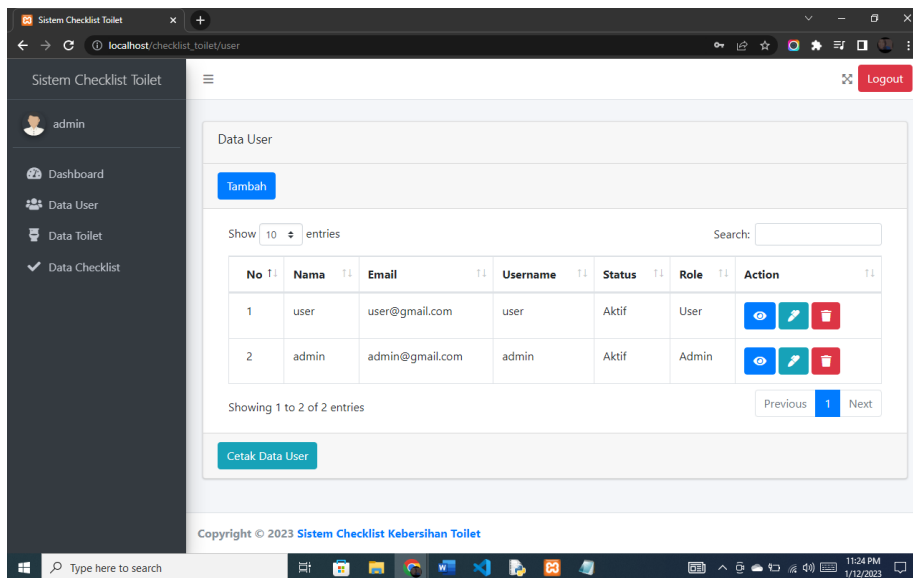 Sistem Checklist Toilet
localhost/checklist_toilet/user
Sistem Checklist Toilet
Logout
admin
Dashboard
Data User
Data Toilet
Data Checklist
Data User
Tambah
Show 10 entries Search:
No Nama Email Username Status Role Action
1 user user@gmail.com user Aktif User
2 admin admin@gmail.com admin Aktif Admin
Showing 1 to 2 of 2 entries Previous 1 Next
Cetak Data User
Copyright © 2023 Sistem Checklist Kebersihan Toilet
Type here to search
11:24 PM
1/12/2023